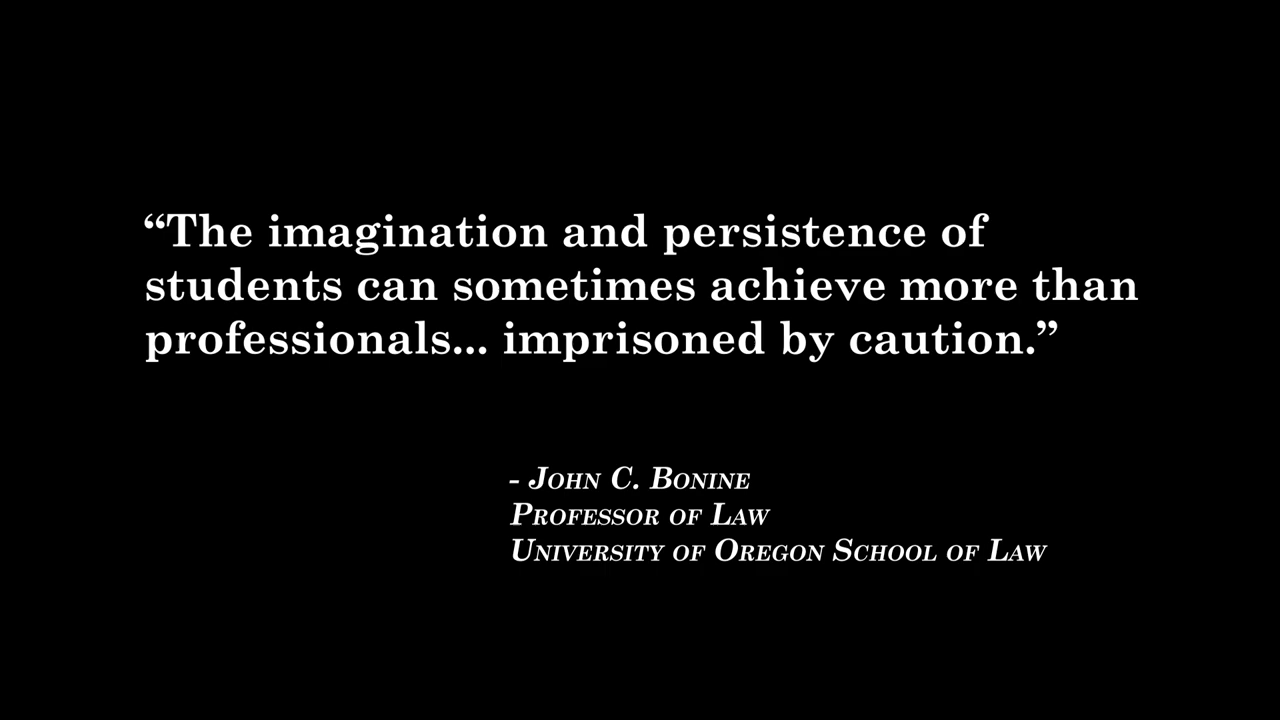 “The imagination and persistence of
students can sometimes achieve more than
professionals... imprisoned by caution.”
- John C. Bonine
Professor of Law
University of Oregon School of Law